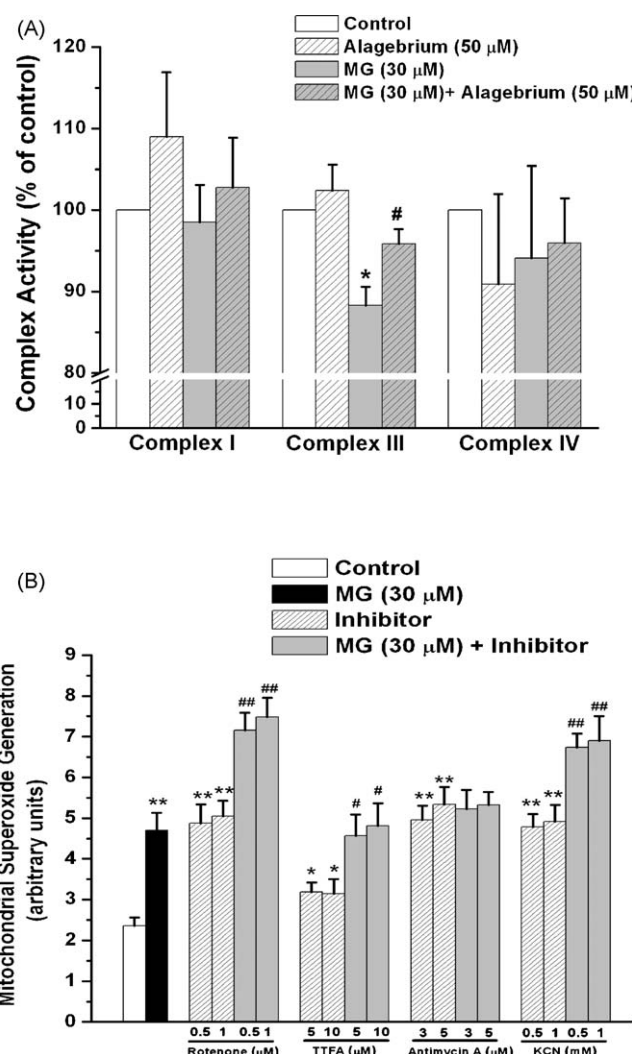 (A)
Control
Alagebrium (50 μM)
MG (30 μM)
MG (30 μM)+ Alagebrium (50 μM)
Complex Activity (% of control)
120
110
100
90
80
10
0
*
#
Complex I Complex III Complex IV
(B)
Control
MG (30 μM)
Inhibitor
MG (30 μM) + Inhibitor
Mitochondrial Superoxide Generation
(arbitrary units)
9
8
7
6
5
4
3
2
1
0
** ** ** ## ## * * # # ** ** ** ** ## ##
0.5 1 0.5 1 5 10 5 10 3 5 3 5 0.5 1 0.5 1
Rotenone (μM) TTFA (μM) Antimycin A (μM) KCN (mM)